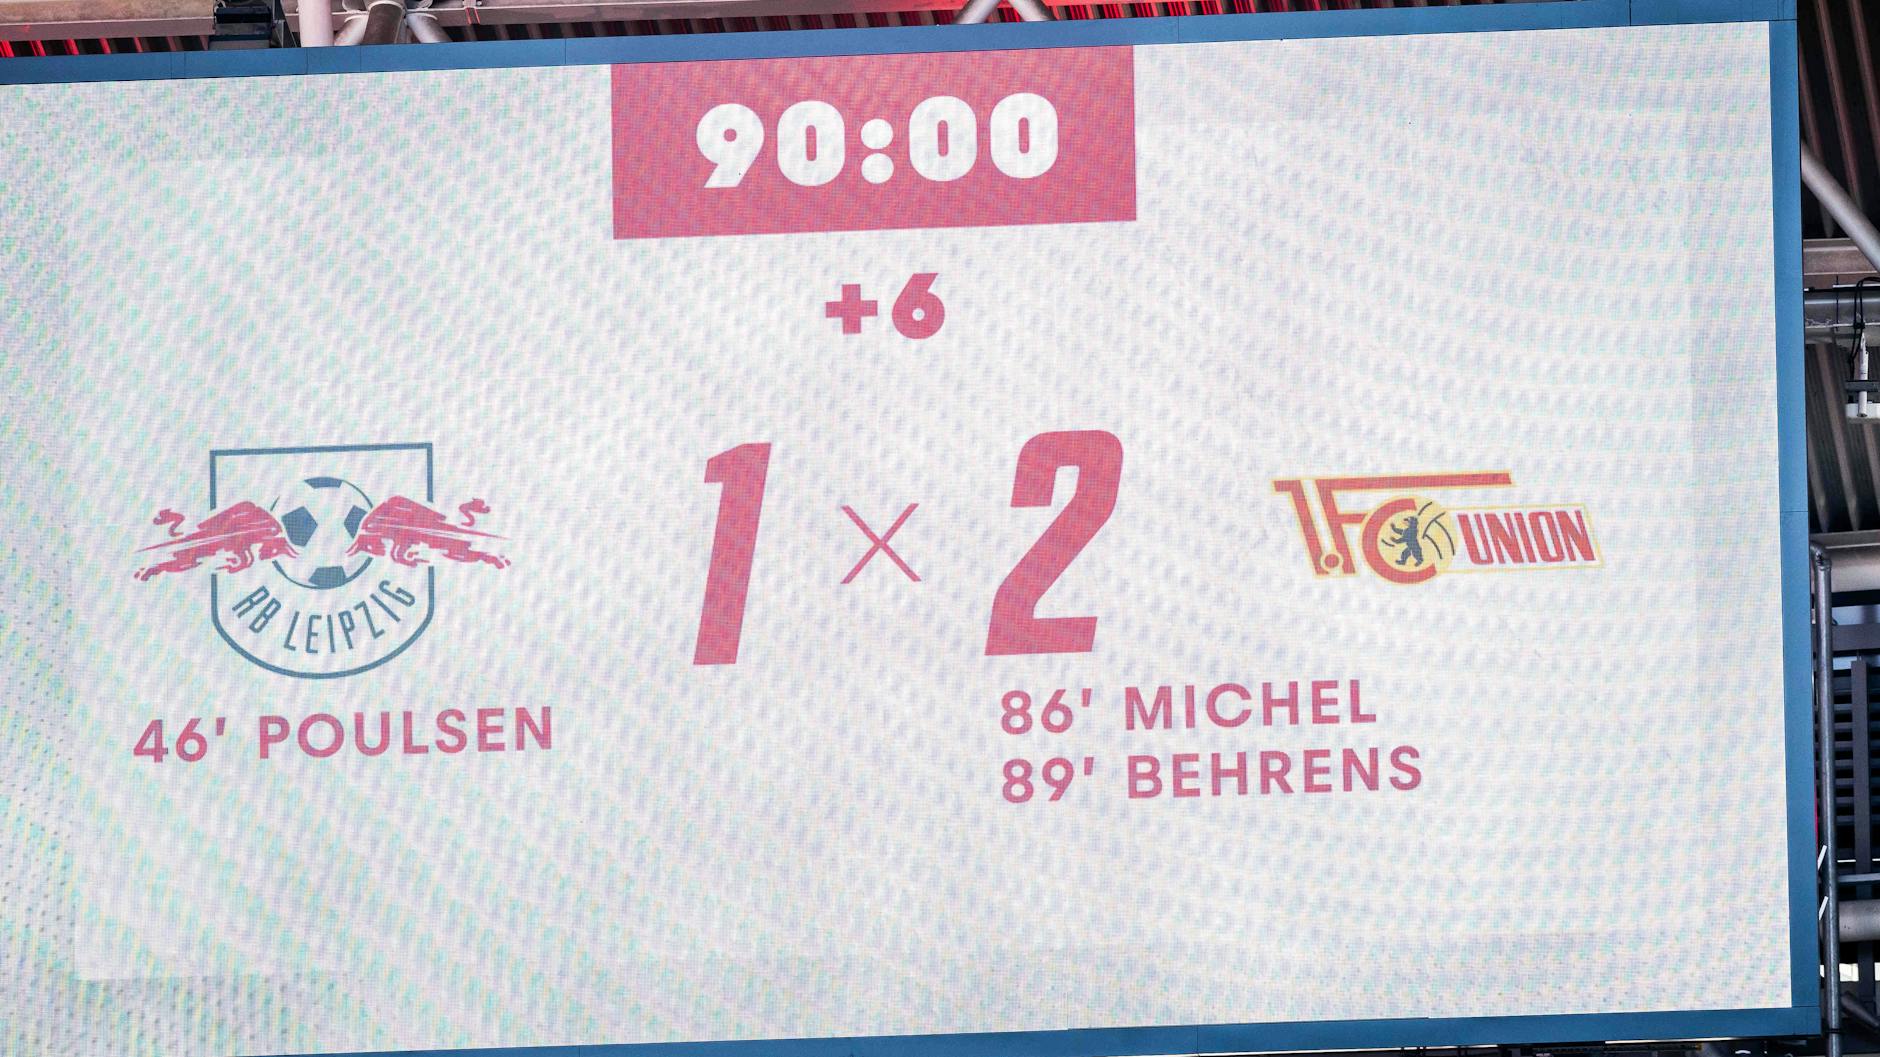 90:00
+6
RB LEIPZIG
1 × 2
1.FC UNION
46' POULSEN
86' MICHEL
89' BEHRENS